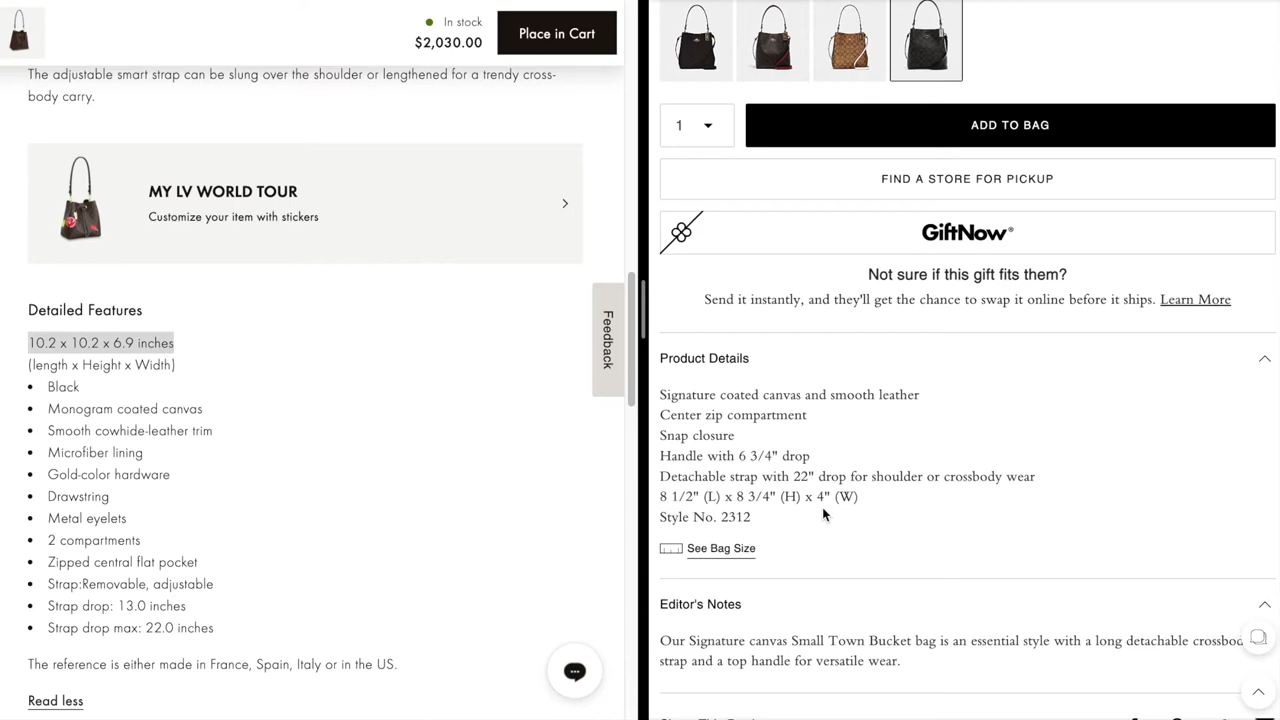 In stock
$2,030.00
Place in Cart
The adjustable smart strap can be slung over the shoulder or lengthened for a trendy cross-
body carry.
MY LV WORLD TOUR
Customize your item with stickers
Detailed Features
10.2 x 10.2 x 6.9 inches
(length x Height x Width)
• Black
• Monogram coated canvas
• Smooth cowhide-leather trim
• Microfiber lining
• Gold-color hardware
• Drawstring
• Metal eyelets
• 2 compartments
• Zipped central flat pocket
• Strap:Removable, adjustable
• Strap drop: 13.0 inches
• Strap drop max: 22.0 inches
The reference is either made in France, Spain, Italy or in the US.
Read less
Feedback
1
ADD TO BAG
FIND A STORE FOR PICKUP
GiftNow®
Not sure if this gift fits them?
Send it instantly, and they'll get the chance to swap it online before it ships. Learn More
Product Details
Signature coated canvas and smooth leather
Center zip compartment
Snap closure
Handle with 6 3/4" drop
Detachable strap with 22" drop for shoulder or crossbody wear
8 1/2" (L) x 8 3/4" (H) x 4" (W)
Style No. 2312
See Bag Size
Editor's Notes
Our Signature canvas Small Town Bucket bag is an essential style with a long detachable crossbod
strap and a top handle for versatile wear.